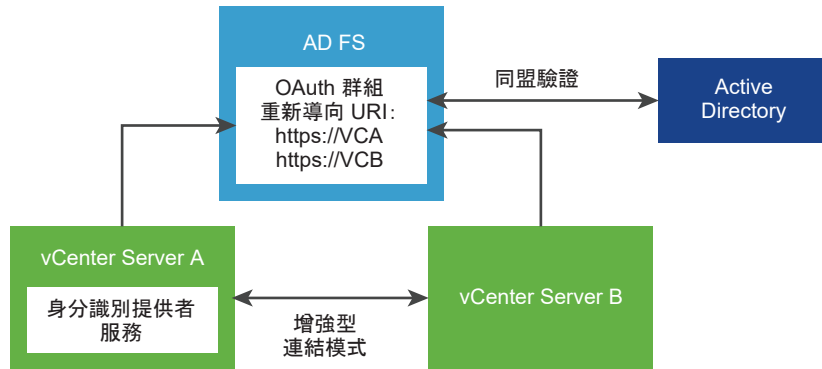 AD FS
OAuth 群組
重新導向 URI：
https://VCA
https://VCB
同盟驗證
Active
Directory
vCenter Server A
身分識別提供者
服務
增強型
連結模式
vCenter Server B